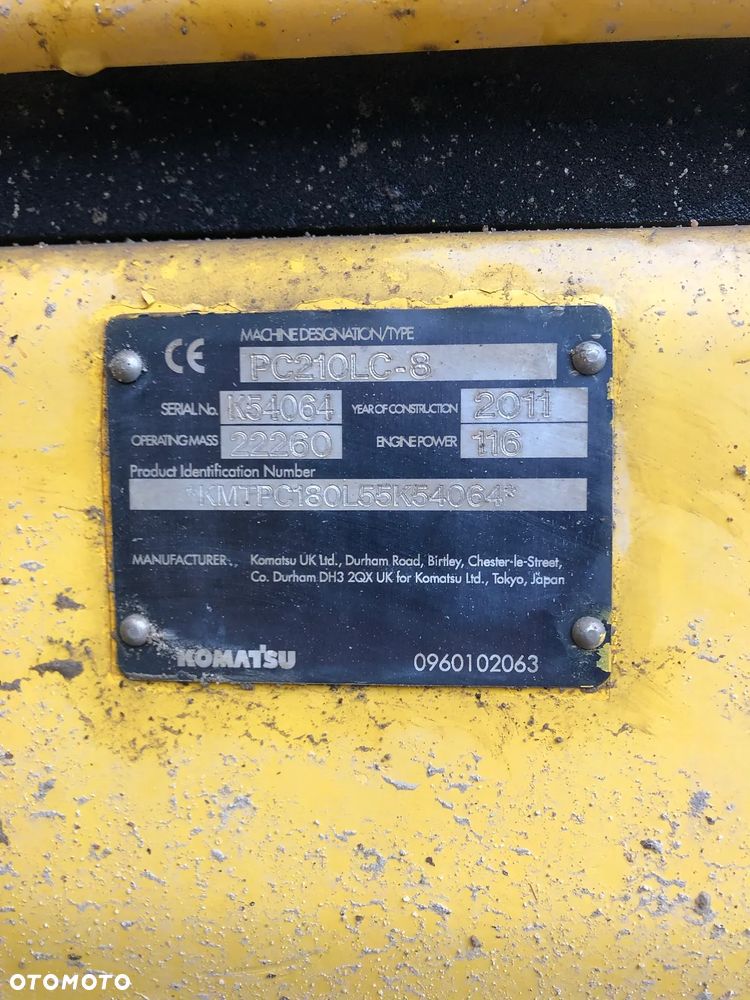 CE
MACHINE DESIGNATION/TYPE
PC210LC-8
SERIAL No. K54064 YEAR OF CONSTRUCTION 2011
OPERATING MASS 22260 ENGINE POWER 116
Product Identification Number
*KMTPC180L55K54064*
MANUFACTURER Komatsu UK Ltd., Durham Road, Birtley, Chester-le-Street,
Co. Durham DH3 2QX UK for Komatsu Ltd., Tokyo, Japan
KOMATSU 0960102063
OTOMOTO